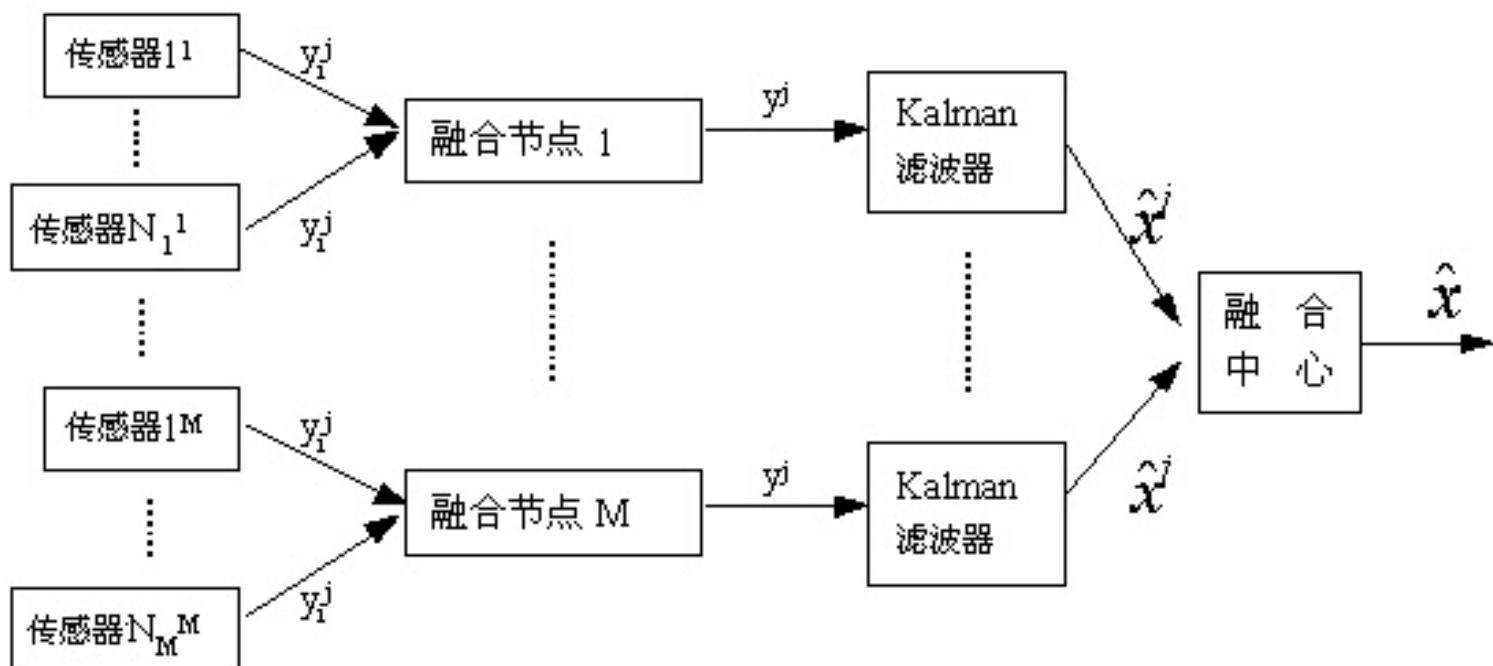 传感器1¹
y_i^j
融合节点 1
y^j
Kalman
滤波器
传感器N₁¹
y_i^j
x̂^j
融 合
中 心
x̂
传感器1ᴹ
y_i^j
融合节点 M
y^j
Kalman
滤波器
x̂^j
传感器N_M^M
y_i^j